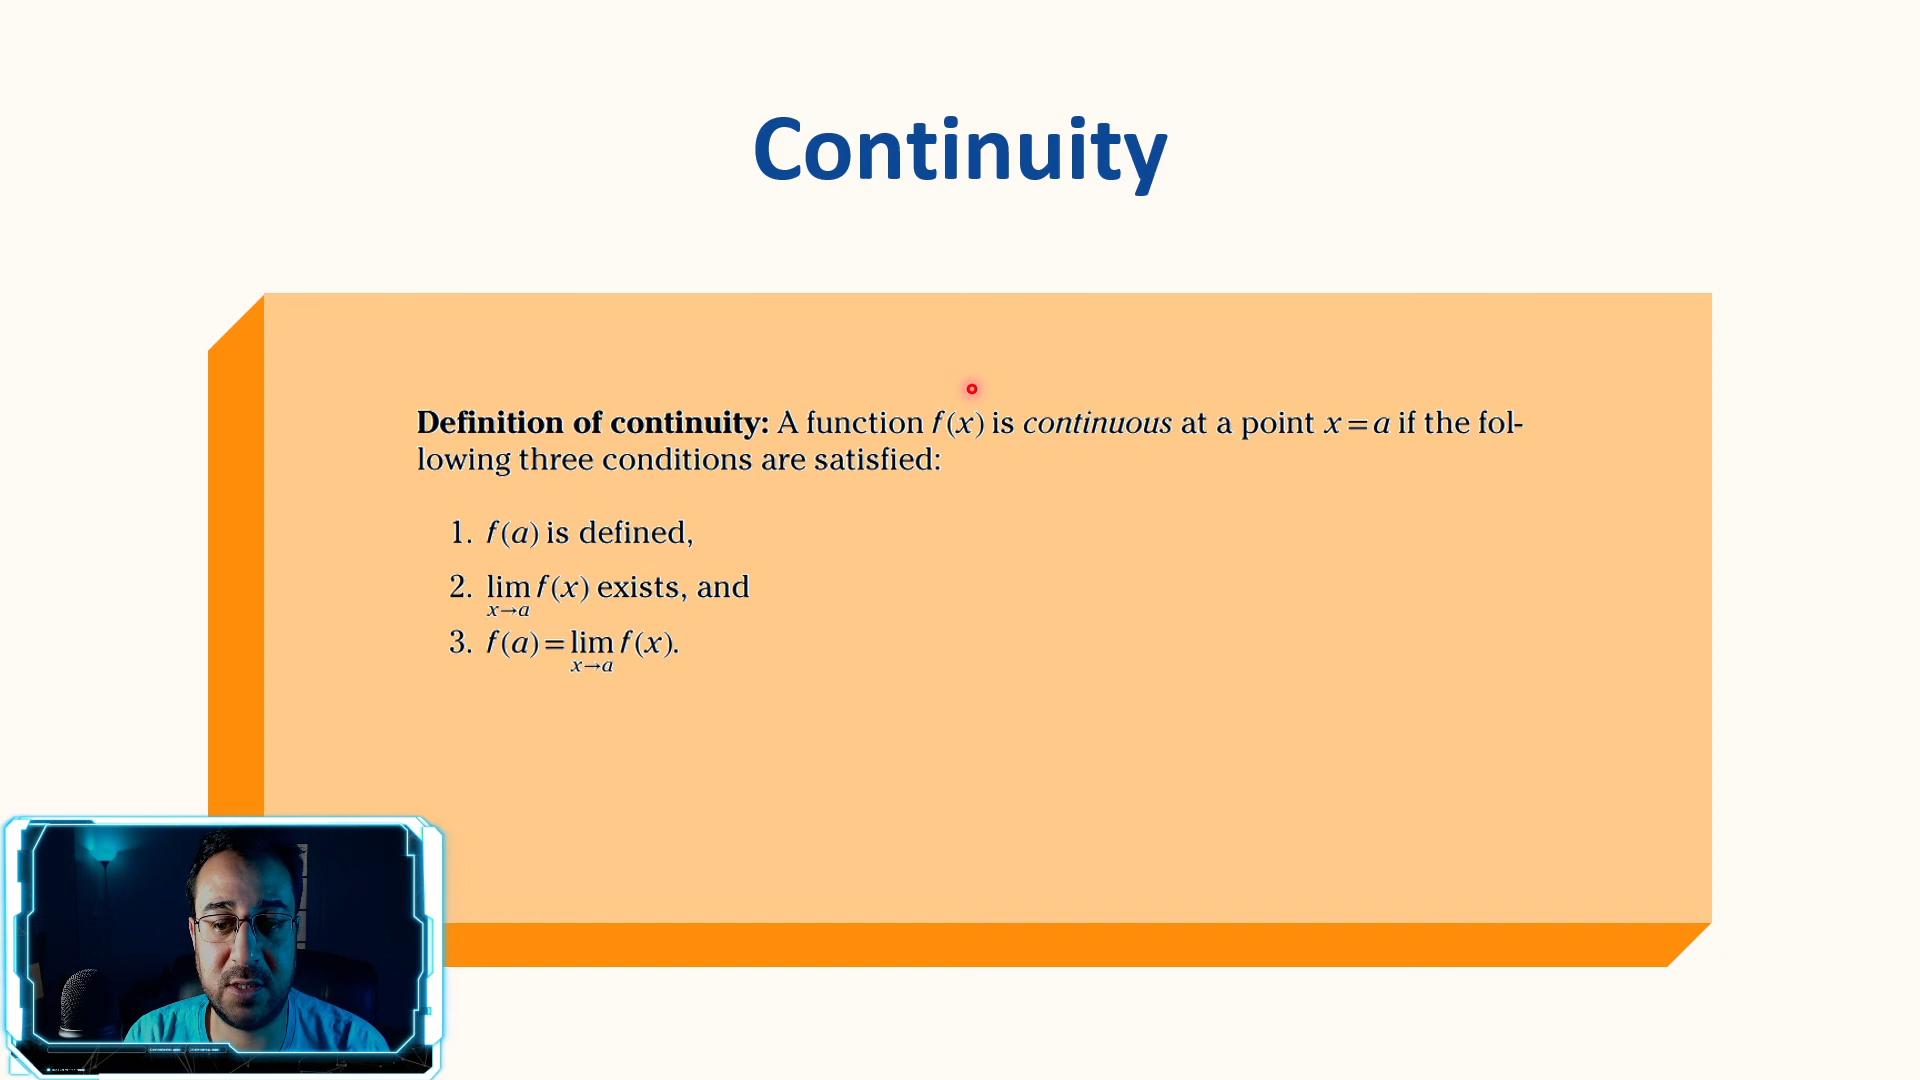 Continuity
Definition of continuity: A function f(x) is continuous at a point x=a if the fol-
lowing three conditions are satisfied:
1. f(a) is defined,
2. lim f(x) exists, and
x→a
3. f(a)=lim f(x).
x→a